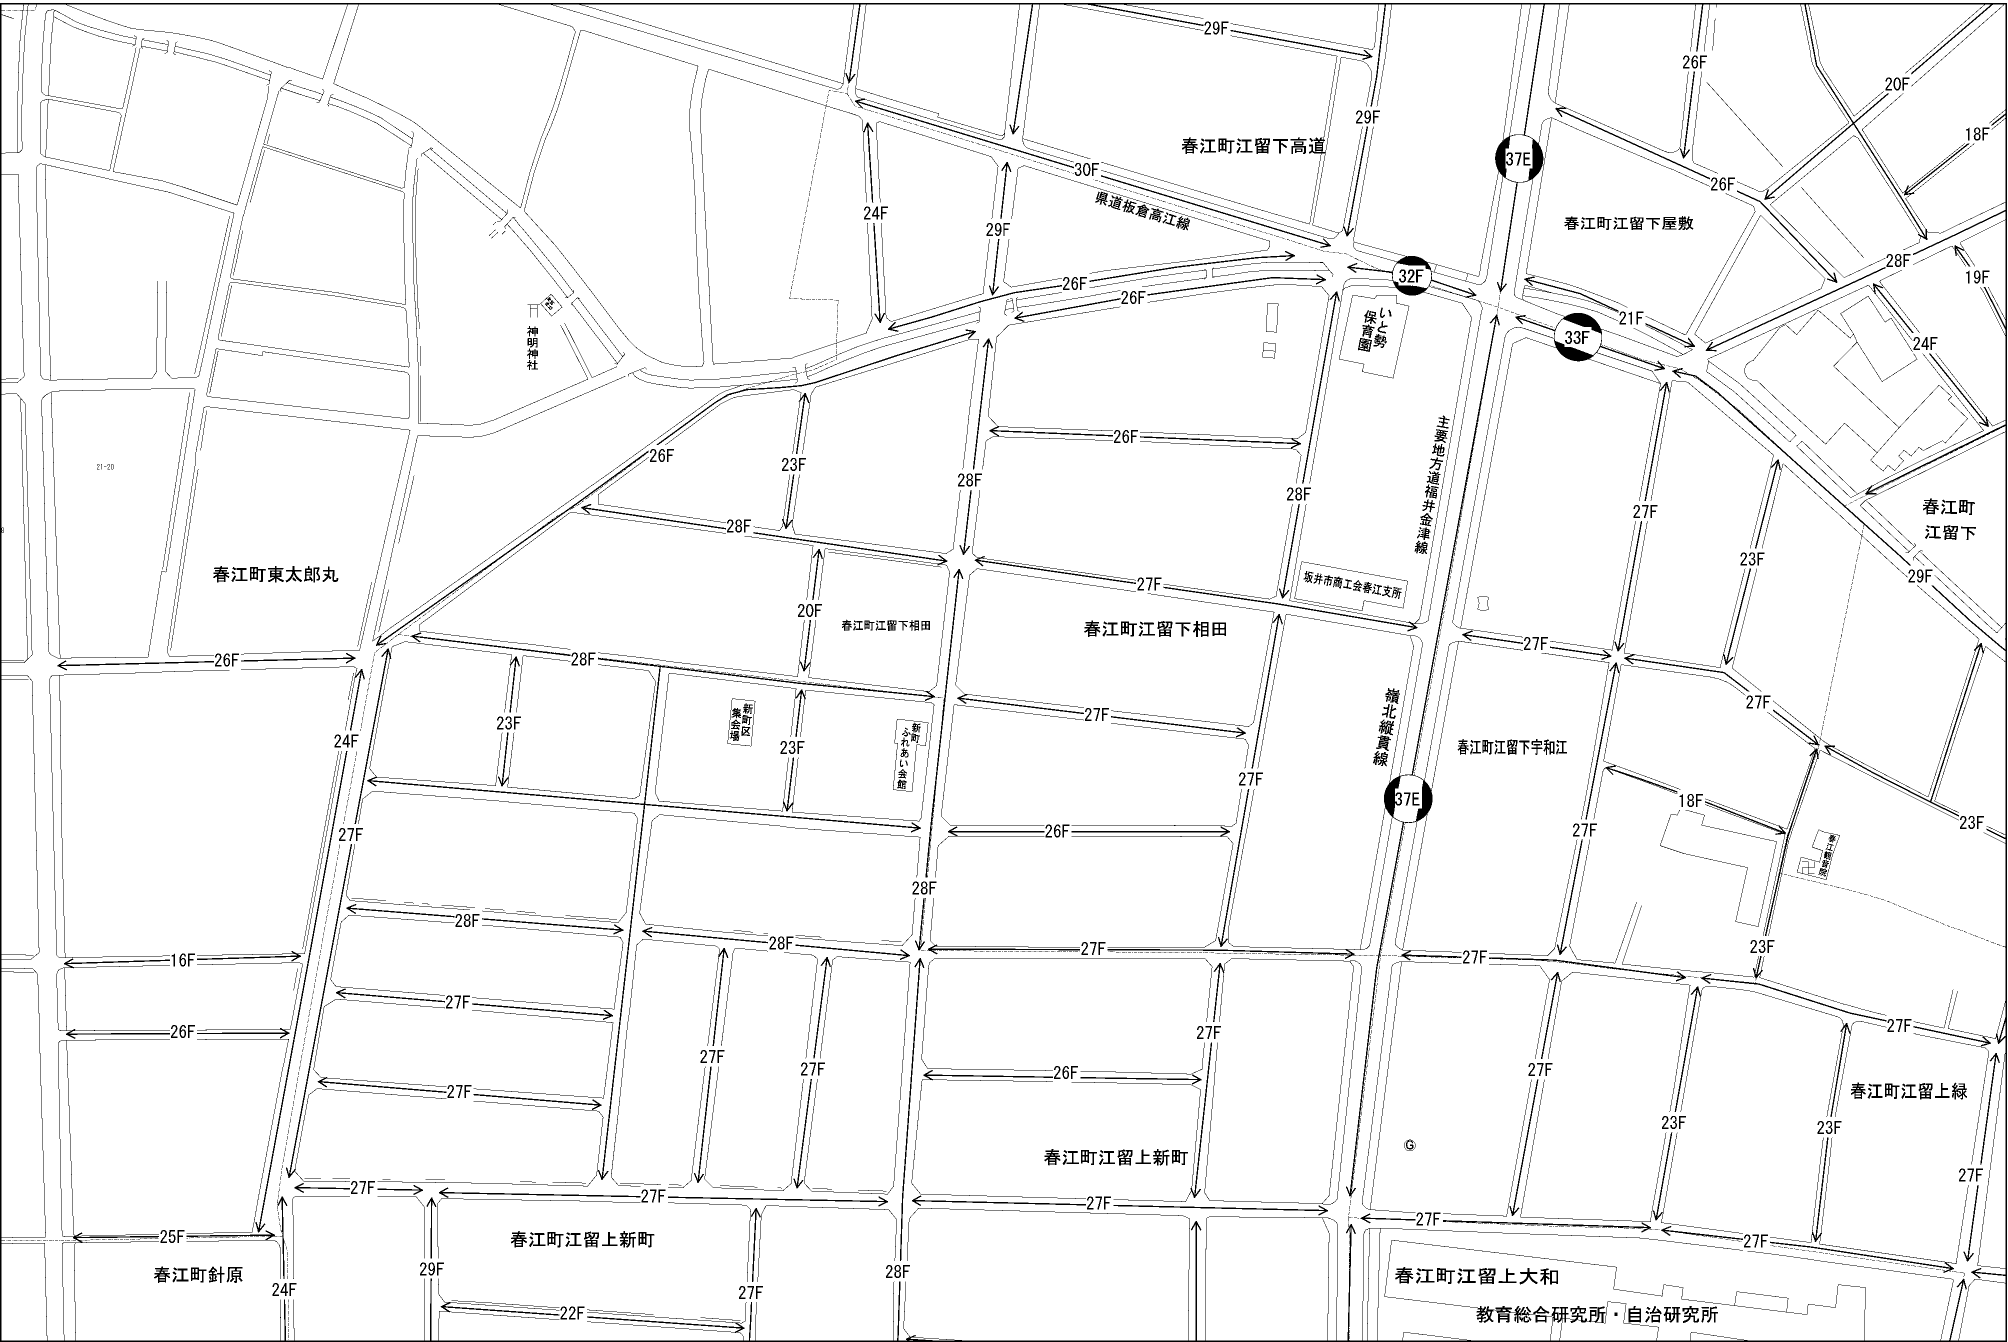 29F
26F
20F
29F
18F
春江町江留下高道
37E
30F
26F
24F
県道板倉高江線
29F
春江町江留下屋敷
28F
26F
32F
19F
26F
いと勢
保育園
21F
神明神社
33F
24F
主要地方道福井金津線
26F
26F
23F
21-20
28F
28F
27F
春江町
江留下
28F
23F
春江町東太郎丸
29F
27F
坂井市商工会春江支所
20F
春江町江留下相田
春江町江留下相田
27F
26F
28F
嶺北縦貫線
27F
新町区
集会場
27F
23F
新町
ふれあい会館
24F
23F
春江町江留下宇和江
27F
37E
18F
27F
26F
27F
23F
春江観音院
28F
28F
28F
27F
23F
27F
16F
27F
27F
26F
27F
27F
26F
27F
27F
27F
春江町江留上緑
23F
23F
G
春江町江留上新町
27F
27F
27F
27F
27F
25F
春江町江留上新町
27F
春江町針原
29F
28F
春江町江留上大和
24F
27F
22F
教育総合研究所・自治研究所